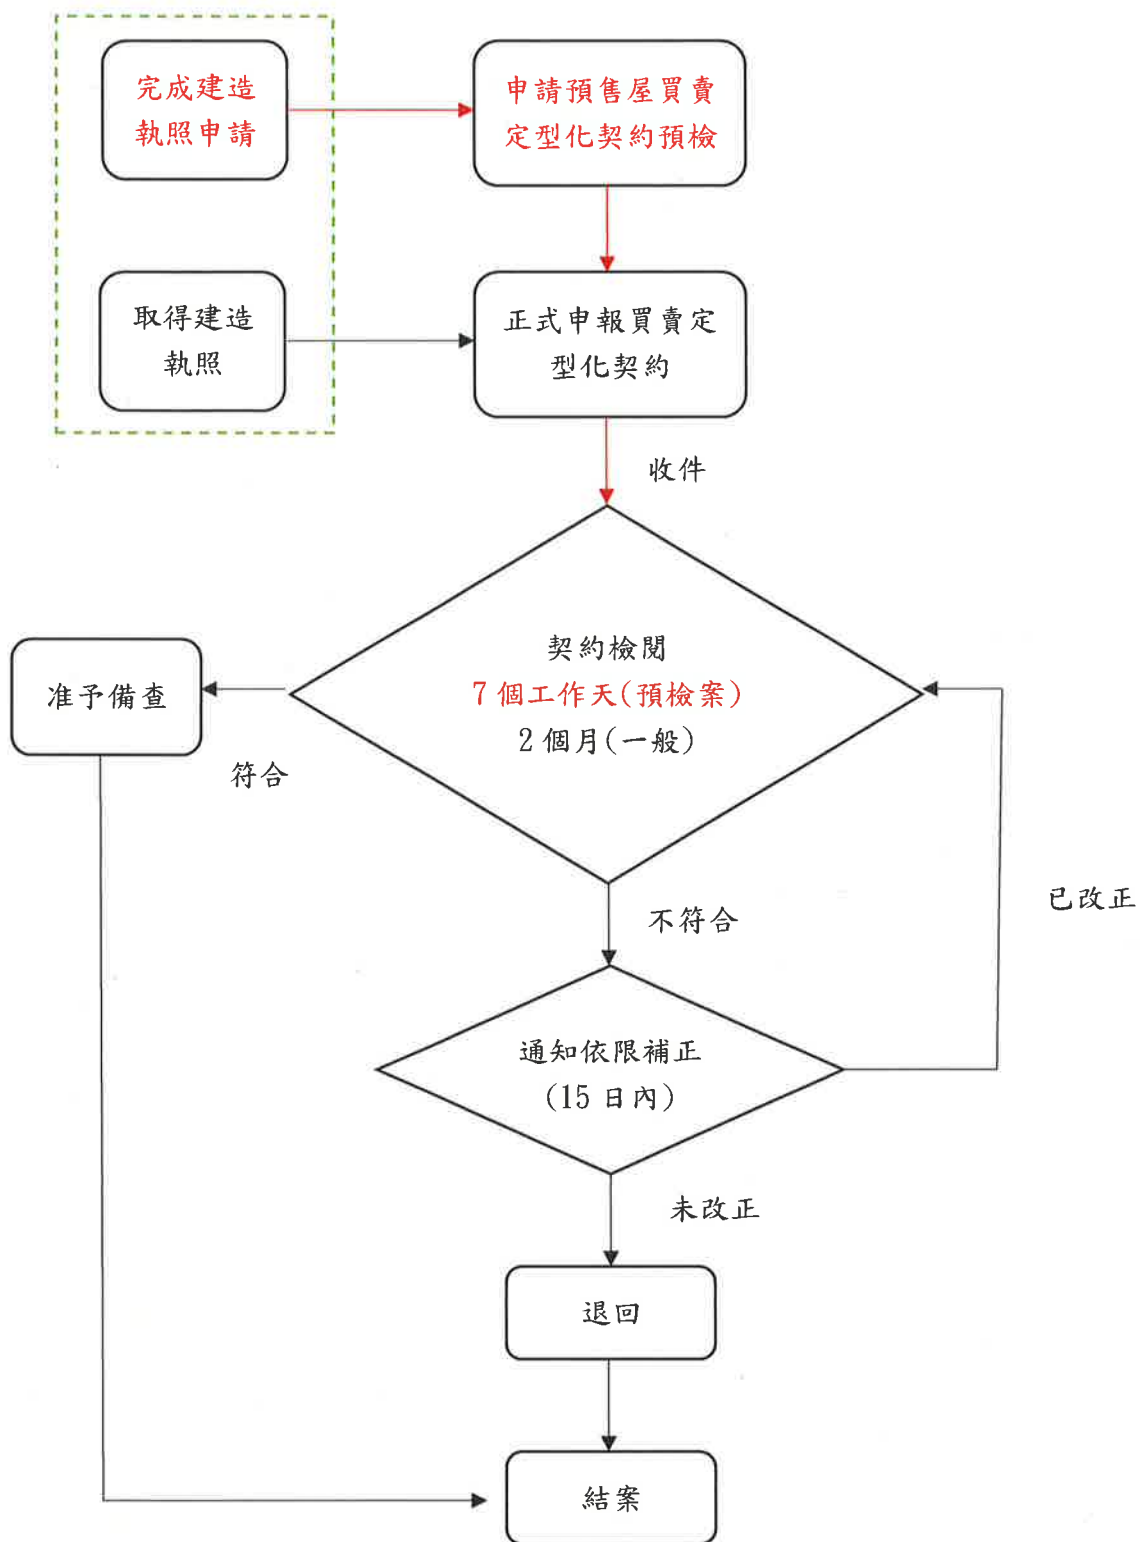 完成建造
執照申請
申請預售屋買賣
定型化契約預檢
取得建造
執照
正式申報買賣定
型化契約
收件
契約檢閱
7個工作天(預檢案)
2個月(一般)
准予備查
符合
不符合
已改正
通知依限補正
(15日內)
未改正
退回
結案